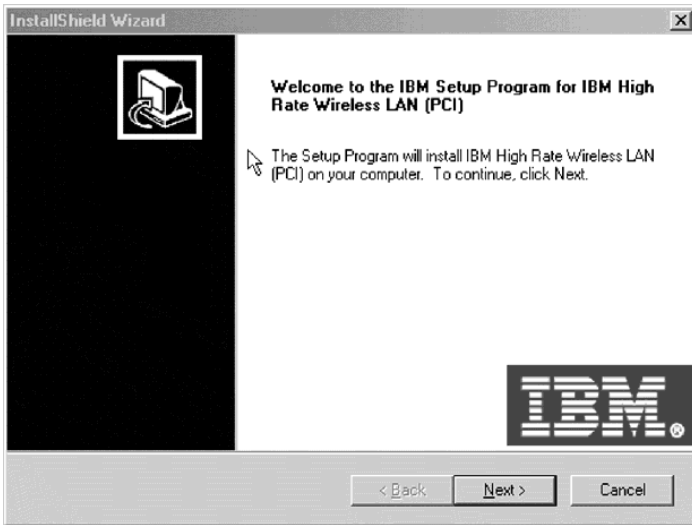 InstallShield Wizard
Welcome to the IBM Setup Program for IBM High
Rate Wireless LAN (PCI)
The Setup Program will install IBM High Rate Wireless LAN
(PCI) on your computer. To continue, click Next.
IBM®
< Back
Next >
Cancel